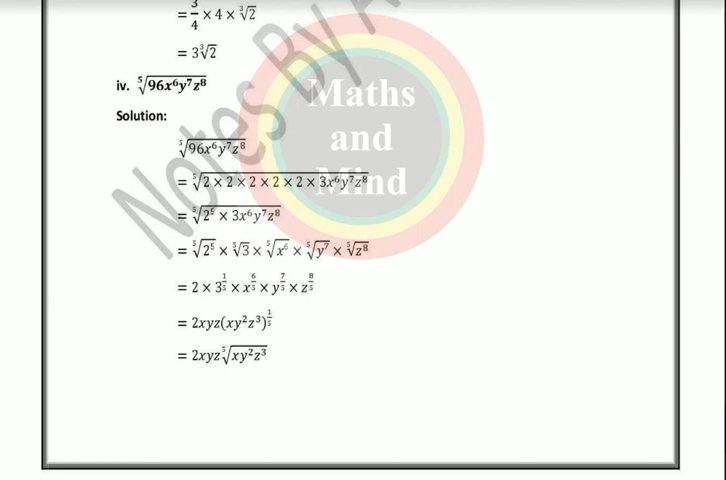 = 3/4 × 4 × ∛2
= 3∛2
iv. ⁵√(96x⁶y⁷z⁸)
Solution:
⁵√(96x⁶y⁷z⁸)
= ⁵√(2 × 2 × 2 × 2 × 2 × 3x⁶y⁷z⁸)
= ⁵√(2⁵ × 3x⁶y⁷z⁸)
= ⁵√2⁵ × ⁵√3 × ⁵√x⁶ × ⁵√y⁷ × ⁵√z⁸
= 2 × 3^(1/5) × x^(6/5) × y^(7/5) × z^(8/5)
= 2xyz(xy²z³)^(1/5)
= 2xyz ⁵√(xy²z³)
Maths
and
Mind
Notes By